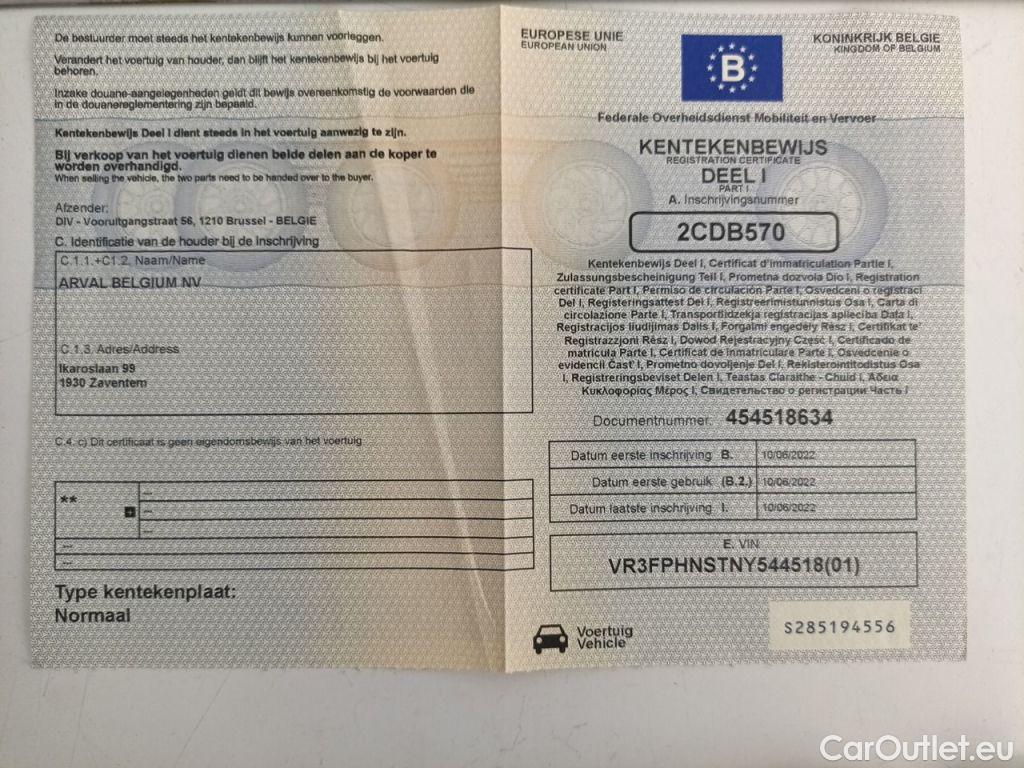 De bestuurder moet steeds het kentekenbewijs kunnen voorleggen.
Verandert het voertuig van houder, dan blijft het kentekenbewijs bij het voertuig
behoren.
Inzake douane-aangelegenheden geldt dit bewijs overeenkomstig de voorwaarden die
in de douanereglementering zijn bepaald.
Kentekenbewijs Deel I dient steeds in het voertuig aanwezig te zijn.
Bij verkoop van het voertuig dienen beide delen aan de koper te
worden overhandigd.
When selling the vehicle, the two parts need to be handed over to the buyer.
Afzender:
DIV - Vooruitgangstraat 56, 1210 Brussel - BELGIE
C. Identificatie van de houder bij de inschrijving
C.1.1.+C1.2. Naam/Name
ARVAL BELGIUM NV
C.1.3. Adres/Address
Ikaroslaan 99
1930 Zaventem
C.4. c) Dit certificaat is geen eigendomsbewijs van het voertuig
**
Type kentekenplaat:
Normaal
EUROPESE UNIE
EUROPEAN UNION
B
KONINKRIJK BELGIE
KINGDOM OF BELGIUM
Federale Overheidsdienst Mobiliteit en Vervoer
KENTEKENBEWIJS
REGISTRATION CERTIFICATE
DEEL I
PART I
A. Inschrijvingsnummer
2CDB570
Kentekenbewijs Deel I, Certificat d'immatriculation Partie I,
Zulassungsbescheinigung Teil I, Prometna dozvola Dio I, Registration
certificate Part I, Permiso de circulación Parte I, Osvedceni o registraci
Del I, Registeringsattest Del I, Registreerimistunnistus Osa I, Carta di
circolazione Parte I, Transportlidzekja registracijas aplieciba Data I,
Registracijos liudijimas Dalis I, Forgalmi engedély Rész I, Certifikat te'
Registrazzjoni Rész I, Dowód Rejestracyjny Część I, Certificado de
matricula Parte I, Certificat de inmatriculare Parte I, Osvedcenie o
evidencii Čast' I, Prometno dovoljenje Del I, Rekisteröintitodistus Osa
I, Registreringsbeviset Delen I, Teastas Claraithe - Chuid I, Άδεια
Κυκλοφορίας Μέρος I, Свидетельство о регистрации Часть I
Documentnummer: 454518634
Datum eerste inschrijving B. 10/06/2022
Datum eerste gebruik (B.2.) 10/06/2022
Datum laatste inschrijving I. 10/06/2022
E. VIN
VR3FPHNSTNY544518(01)
Voertuig
Vehicle
S285194556
CarOutlet.eu